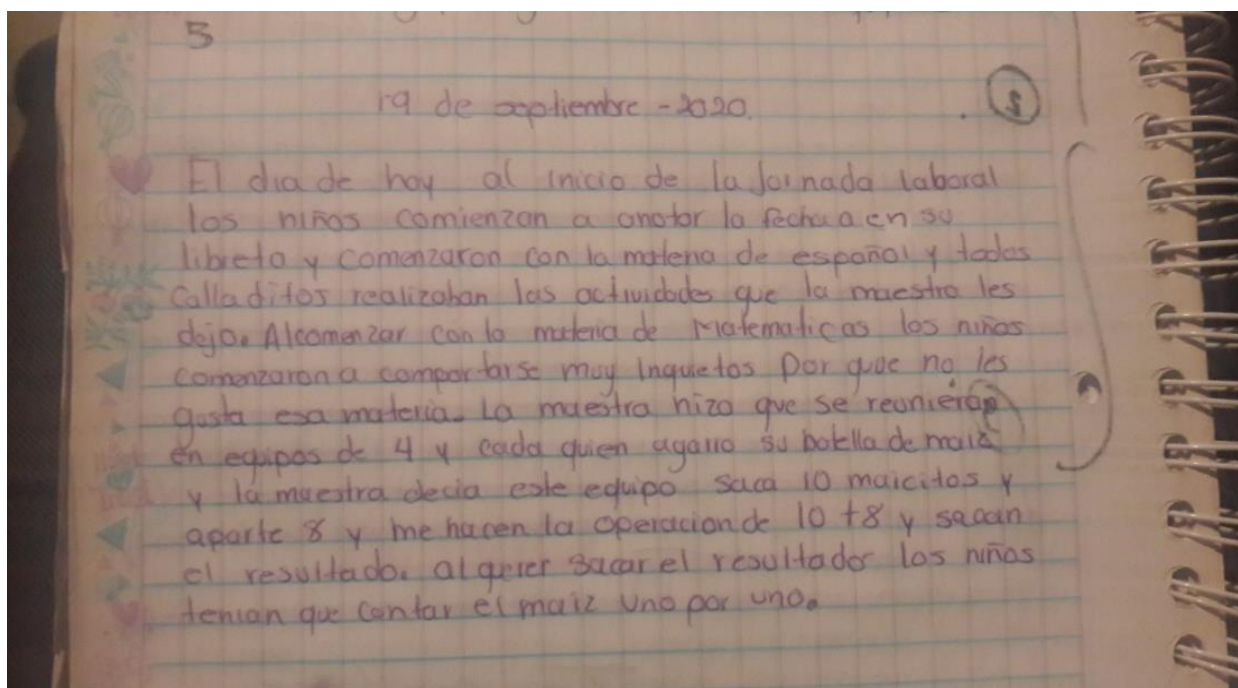 5
19 de septiembre - 2020.
El dia de hoy al inicio de la Jornada laboral
los niños comienzan a anotar la fecha a en su
libreta y comenzaron con la materia de español y todos
calladitos realizaban las actividades que la maestra les
dejo. Al comenzar con la materia de Matematicas los niños
comenzaron a comportarse muy Inquietos Por que no les
gusta esa materia. La maestra hizo que se reunieran
en equipos de 4 y cada quien agarro su botella de maiz
y la maestra decia este equipo saca 10 maicitos y
aparte 8 y me hacen la operacion de 10 +8 y sacan
el resultado. al querer sacar el resultado los niños
tenian que contar el maiz uno por uno.